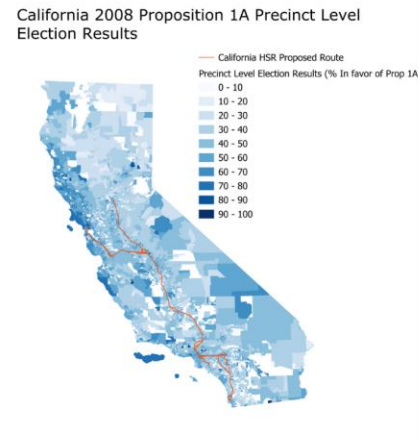 California 2008 Proposition 1A Precinct Level
Election Results
California HSR Proposed Route
Precinct Level Election Results (% In favor of Prop 1A
0 - 10
10 - 20
20 - 30
30 - 40
40 - 50
50 - 60
60 - 70
70 - 80
80 - 90
90 - 100